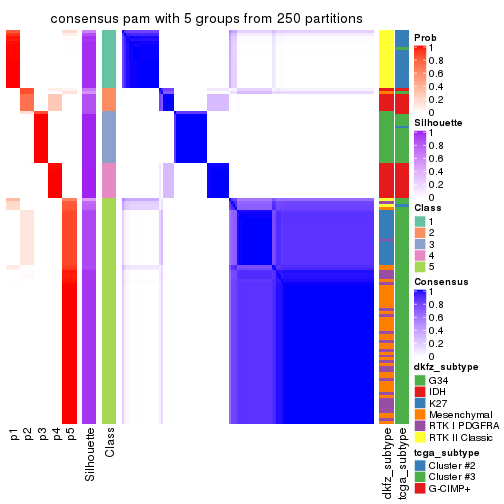 consensus pam with 5 groups from 250 partitions
Prob
1
0.8
0.6
0.4
0.2
0
Silhouette
1
0.8
0.6
0.4
0.2
0
Class
1
2
3
4
5
Consensus
1
0.8
0.6
0.4
0.2
0
dkfz_subtype
G34
IDH
K27
Mesenchymal
RTK I PDGFRA
RTK II Classic
tcga_subtype
Cluster #2
Cluster #3
G-CIMP+
p1
p2
p3
p4
p5
Silhouette
Class
dkfz_subtype
tcga_subtype